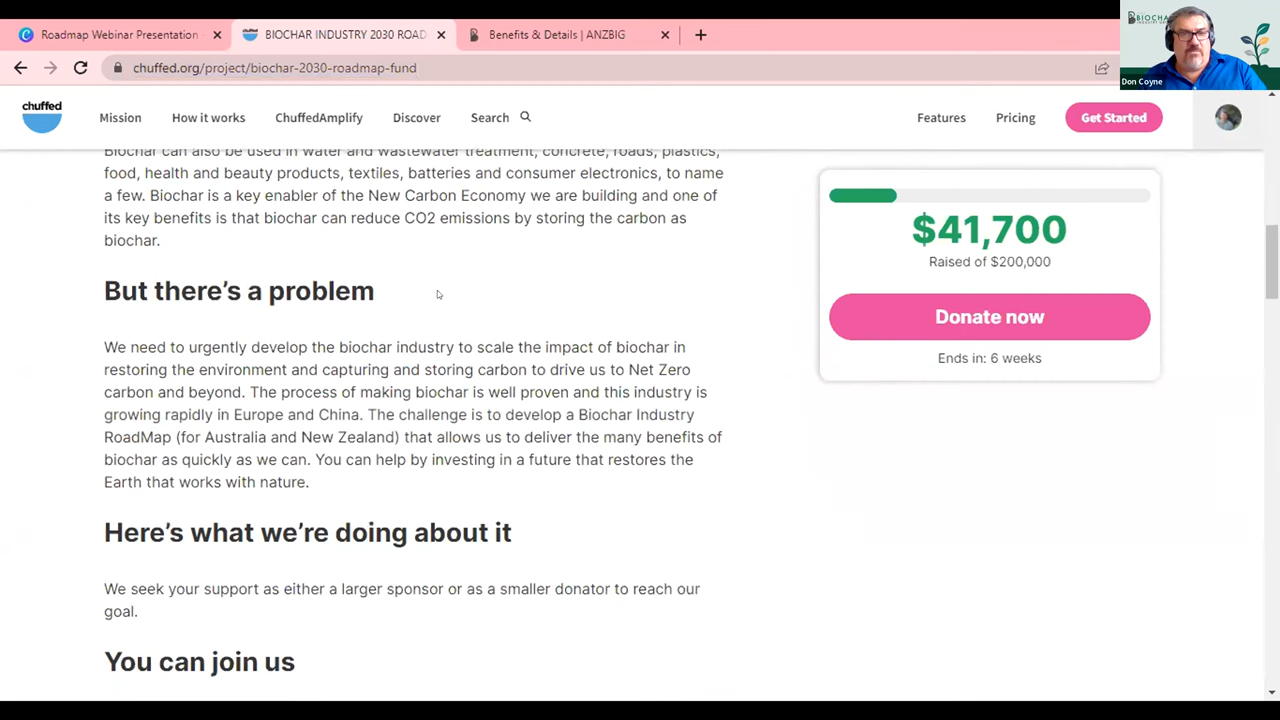 Roadmap Webinar Presentation
BIOCHAR INDUSTRY 2030 ROAD
Benefits & Details | ANZBIG
BIOCHAR
Don Coyne
chuffed.org/project/biochar-2030-roadmap-fund
chuffed
Mission
How it works
ChuffedAmplify
Discover
Search
Features
Pricing
Get Started
Biochar can also be used in water and wastewater treatment, concrete, roads, plastics,
food, health and beauty products, textiles, batteries and consumer electronics, to name
a few. Biochar is a key enabler of the New Carbon Economy we are building and one of
its key benefits is that biochar can reduce CO2 emissions by storing the carbon as
biochar.
But there's a problem
We need to urgently develop the biochar industry to scale the impact of biochar in
restoring the environment and capturing and storing carbon to drive us to Net Zero
carbon and beyond. The process of making biochar is well proven and this industry is
growing rapidly in Europe and China. The challenge is to develop a Biochar Industry
RoadMap (for Australia and New Zealand) that allows us to deliver the many benefits of
biochar as quickly as we can. You can help by investing in a future that restores the
Earth that works with nature.
Here's what we're doing about it
We seek your support as either a larger sponsor or as a smaller donator to reach our
goal.
You can join us
$41,700
Raised of $200,000
Donate now
Ends in: 6 weeks